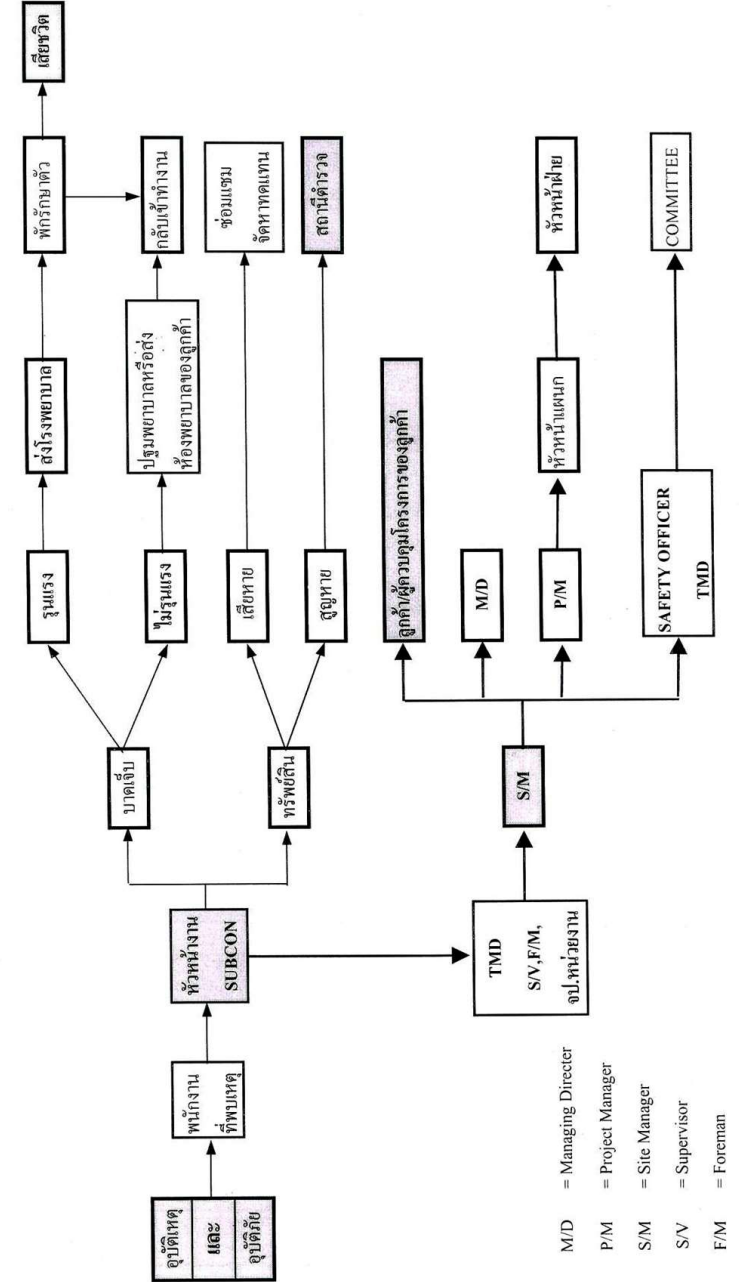 อุบัติเหตุ
และ
อุบัติภัย
พนักงาน
ที่พบเหตุ
หัวหน้างาน
SUBCON
บาดเจ็บ
รุนแรง
ส่งโรงพยาบาล
พักรักษาตัว
เสียชีวิต
ไม่รุนแรง
ปฐมพยาบาลหรือส่ง
ห้องพยาบาลของลูกค้า
กลับเข้าทำงาน
ทรัพย์สิน
เสียหาย
ซ่อมแซม
จัดหาทดแทน
สูญหาย
สถานีตำรวจ
TMD
S/V,F/M,
จป.หน่วยงาน
S/M
ลูกค้า/ผู้ควบคุมโครงการของลูกค้า
M/D
P/M
หัวหน้าแผนก
หัวหน้าฝ่าย
SAFETY OFFICER
TMD
COMMITTEE
M/D = Managing Directer
P/M = Project Manager
S/M = Site Manager
S/V = Supervisor
F/M = Foreman